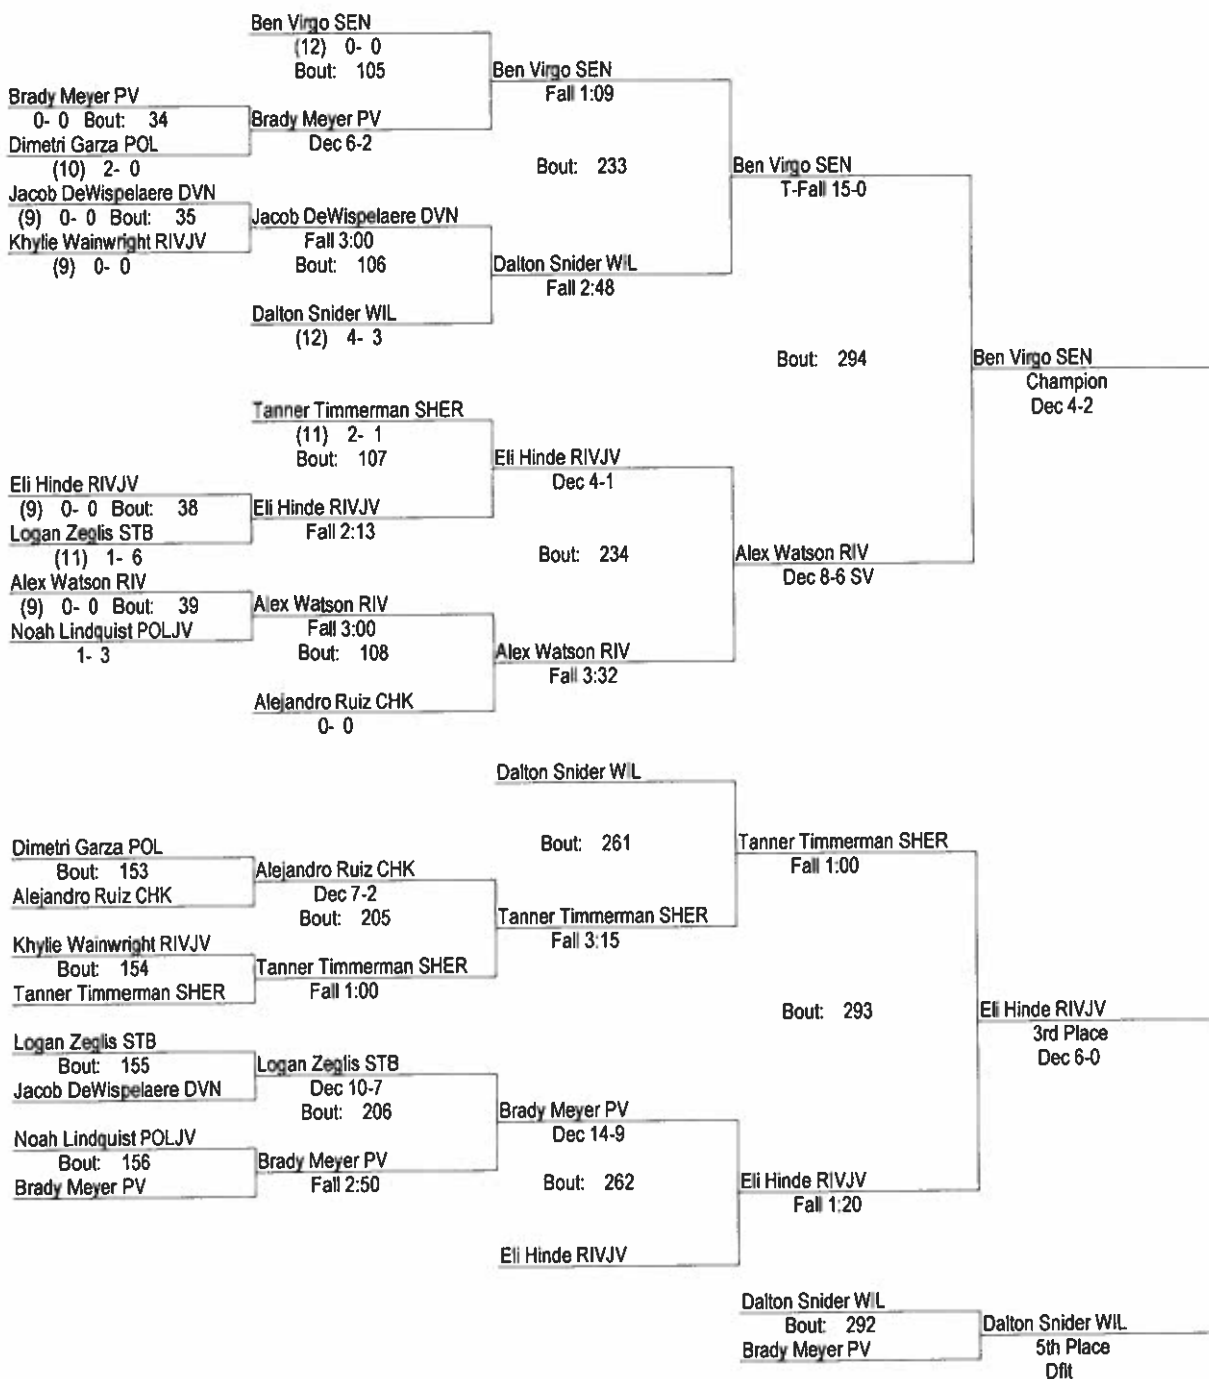 Ben Virgo SEN
(12) 0- 0
Bout: 105
Ben Virgo SEN
Fall 1:09
Brady Meyer PV
0- 0 Bout: 34
Brady Meyer PV
Dec 6-2
Dimetri Garza POL
(10) 2- 0
Bout: 233
Ben Virgo SEN
T-Fall 15-0
Jacob DeWispelaere DVN
(9) 0- 0 Bout: 35
Jacob DeWispelaere DVN
Fall 3:00
Bout: 106
Khylie Wainwright RIVJV
(9) 0- 0
Dalton Snider WIL
Fall 2:48
Dalton Snider WIL
(12) 4- 3
Bout: 294
Ben Virgo SEN
Champion
Dec 4-2
Tanner Timmerman SHER
(11) 2- 1
Bout: 107
Eli Hinde RIVJV
Dec 4-1
Eli Hinde RIVJV
(9) 0- 0 Bout: 38
Eli Hinde RIVJV
Fall 2:13
Logan Zeglis STB
(11) 1- 6
Bout: 234
Alex Watson RIV
Dec 8-6 SV
Alex Watson RIV
(9) 0- 0 Bout: 39
Alex Watson RIV
Fall 3:00
Bout: 108
Noah Lindquist POLJV
1- 3
Alex Watson RIV
Fall 3:32
Alejandro Ruiz CHK
0- 0
Dalton Snider WIL
Bout: 261
Tanner Timmerman SHER
Fall 1:00
Dimetri Garza POL
Bout: 153
Alejandro Ruiz CHK
Alejandro Ruiz CHK
Dec 7-2
Bout: 205
Tanner Timmerman SHER
Fall 3:15
Khylie Wainwright RIVJV
Bout: 154
Tanner Timmerman SHER
Tanner Timmerman SHER
Fall 1:00
Bout: 293
Eli Hinde RIVJV
3rd Place
Dec 6-0
Logan Zeglis STB
Bout: 155
Jacob DeWispelaere DVN
Logan Zeglis STB
Dec 10-7
Bout: 206
Brady Meyer PV
Dec 14-9
Noah Lindquist POLJV
Bout: 156
Brady Meyer PV
Brady Meyer PV
Fall 2:50
Bout: 262
Eli Hinde RIVJV
Fall 1:20
Eli Hinde RIVJV
Dalton Snider WIL
Bout: 292
Brady Meyer PV
Dalton Snider WIL
5th Place
Dflt